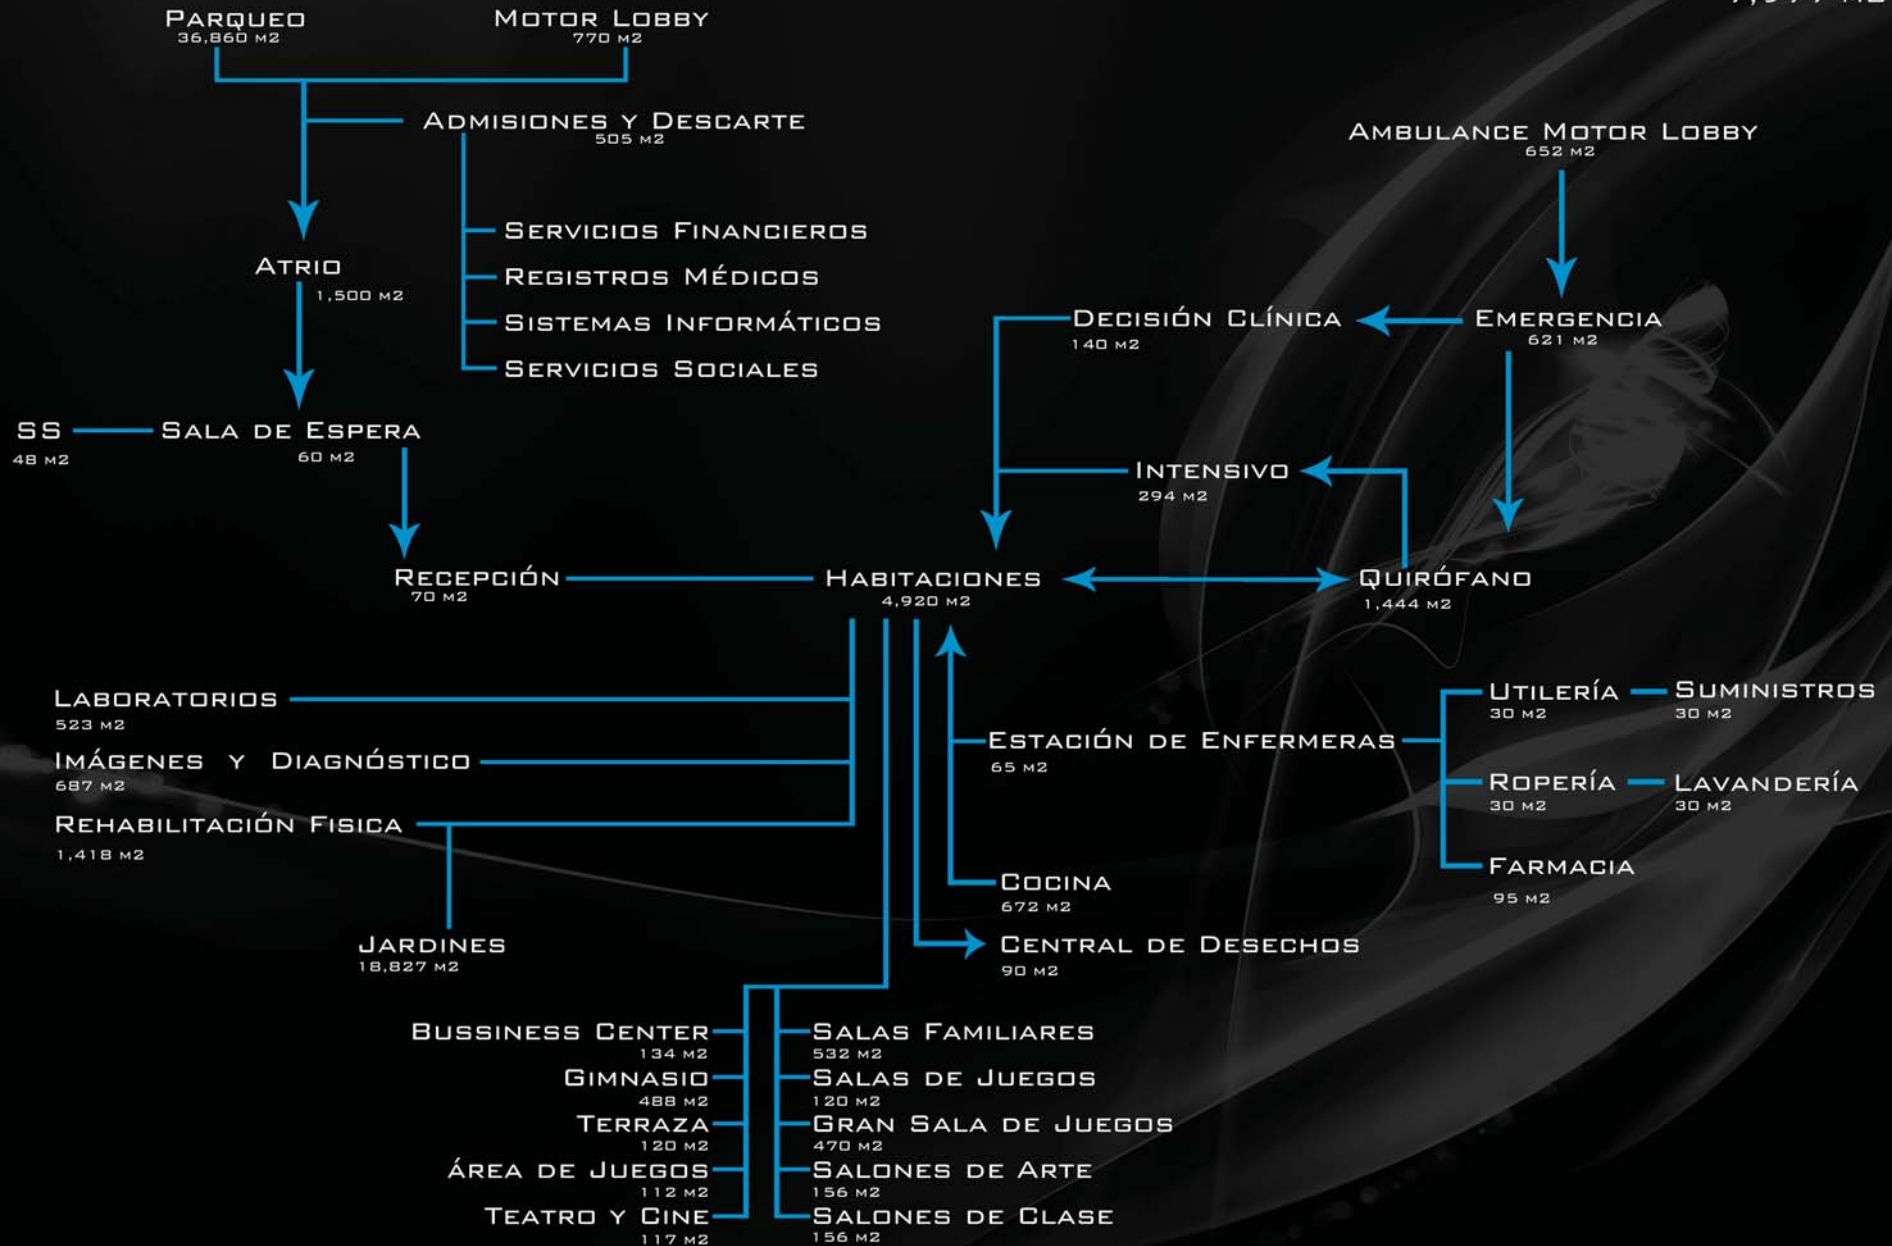 PARQUEO
36,860 M2
MOTOR LOBBY
770 M2
ADMISIONES Y DESCARTE
505 M2
SERVICIOS FINANCIEROS
REGISTROS MÉDICOS
SISTEMAS INFORMÁTICOS
SERVICIOS SOCIALES
ATRIO
1,500 M2
SS
48 M2
SALA DE ESPERA
60 M2
RECEPCIÓN
70 M2
AMBULANCE MOTOR LOBBY
652 M2
EMERGENCIA
621 M2
DECISIÓN CLÍNICA
140 M2
INTENSIVO
294 M2
HABITACIONES
4,920 M2
QUIRÓFANO
1,444 M2
LABORATORIOS
523 M2
IMÁGENES Y DIAGNÓSTICO
687 M2
REHABILITACIÓN FISICA
1,418 M2
JARDINES
18,827 M2
ESTACIÓN DE ENFERMERAS
65 M2
UTILERÍA
30 M2
SUMINISTROS
30 M2
ROPERÍA
30 M2
LAVANDERÍA
30 M2
FARMACIA
95 M2
COCINA
672 M2
CENTRAL DE DESECHOS
90 M2
BUSSINESS CENTER
134 M2
GIMNASIO
488 M2
TERRAZA
120 M2
ÁREA DE JUEGOS
112 M2
TEATRO Y CINE
117 M2
SALAS FAMILIARES
532 M2
SALAS DE JUEGOS
120 M2
GRAN SALA DE JUEGOS
470 M2
SALONES DE ARTE
156 M2
SALONES DE CLASE
156 M2